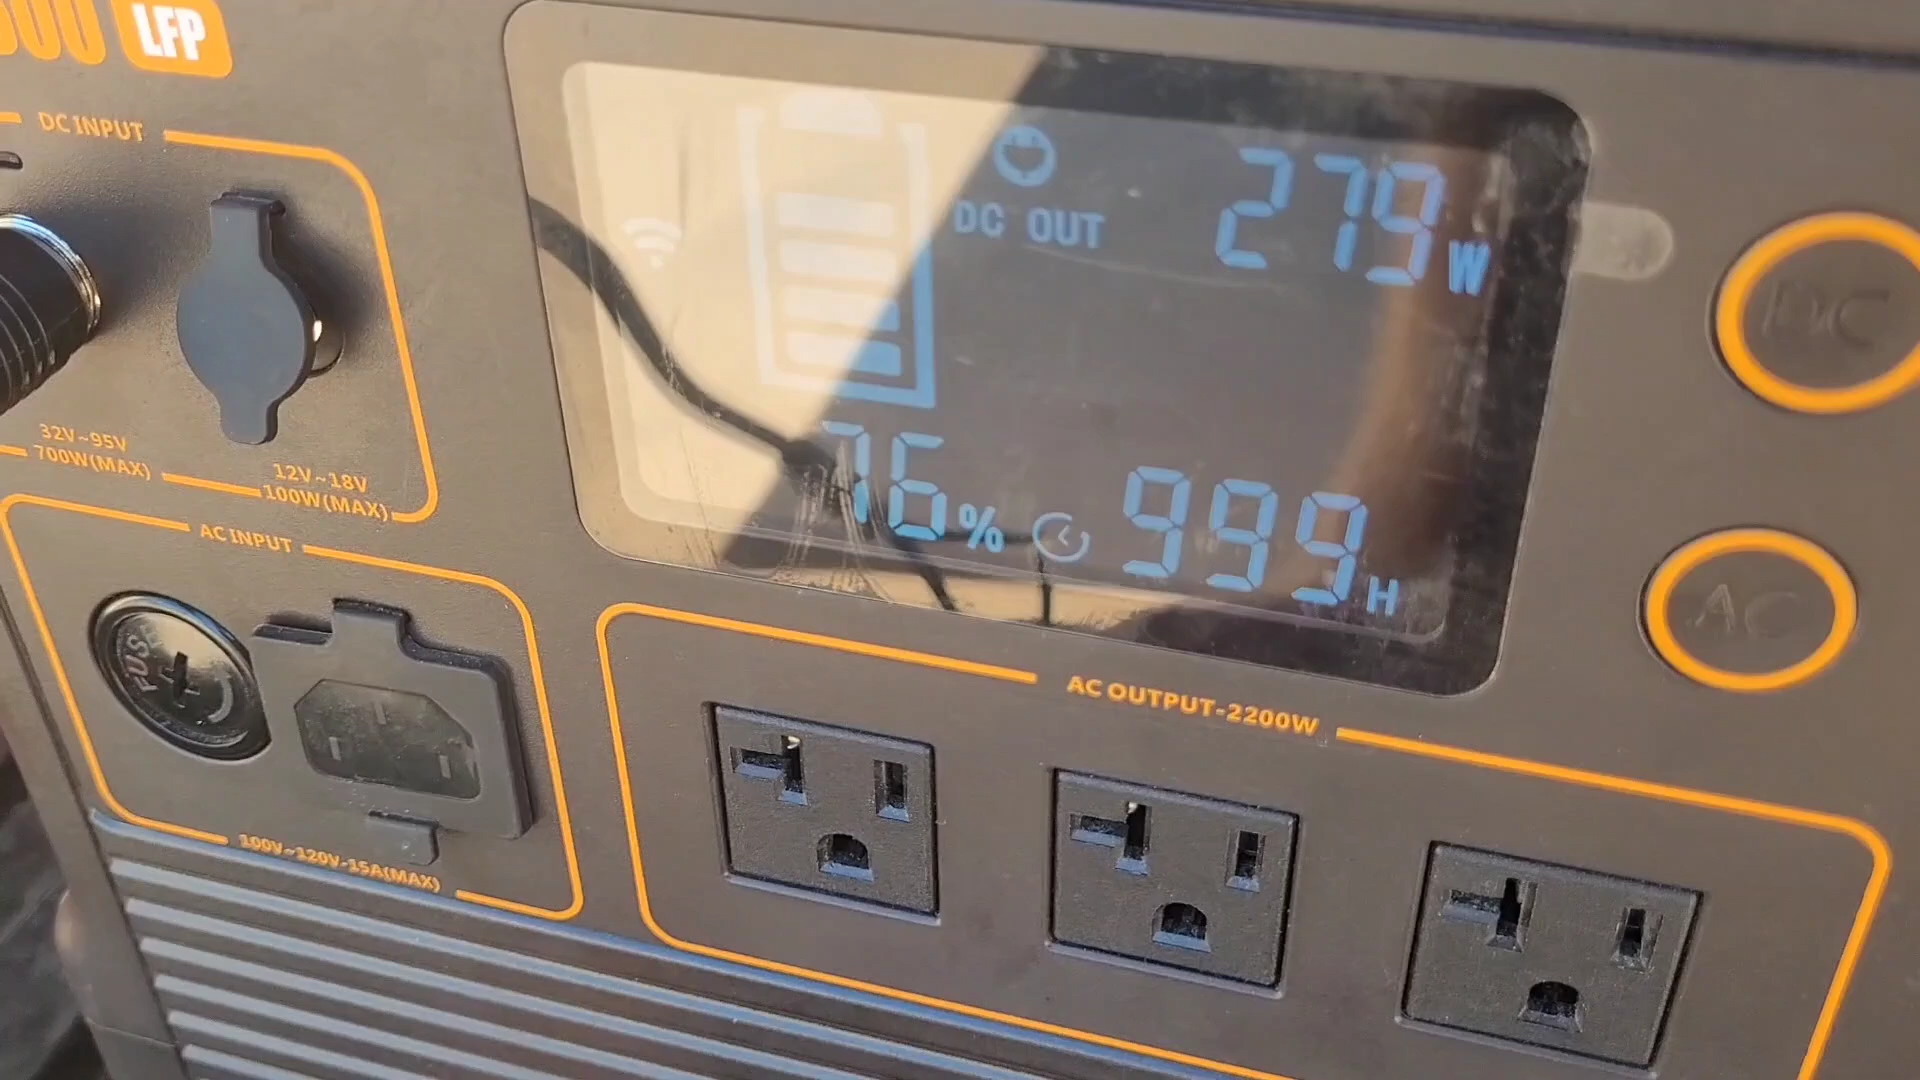 LFP
DC INPUT
32V~95V
700W(MAX)
12V~18V
100W(MAX)
DC OUT
279W
76%
999H
DC
AC
AC INPUT
FUSE
100V~120V-15A(MAX)
AC OUTPUT-2200W